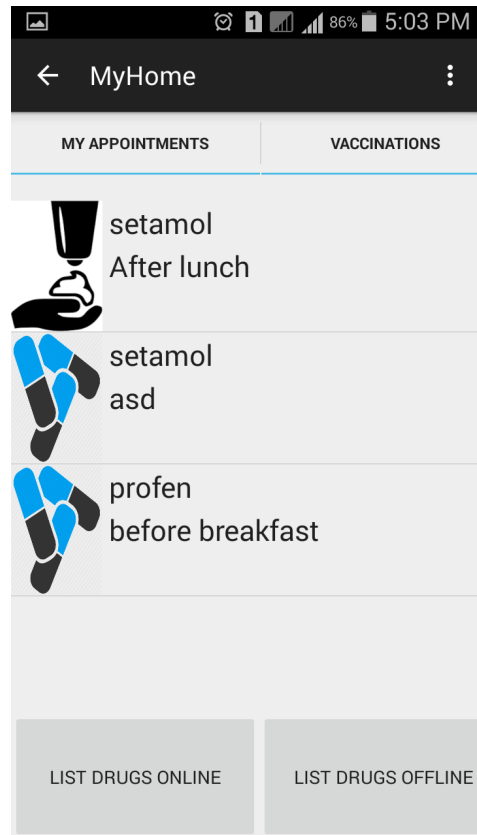 1 86% 5:03 PM
MyHome
MY APPOINTMENTS VACCINATIONS
setamol
After lunch
setamol
asd
profen
before breakfast
LIST DRUGS ONLINE LIST DRUGS OFFLINE